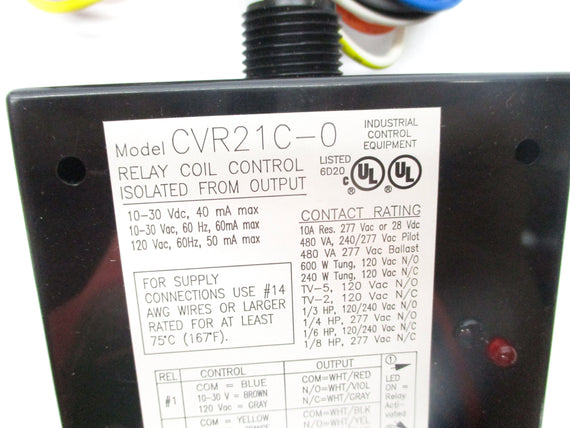 Model CVR21C-0
INDUSTRIAL
CONTROL
EQUIPMENT
RELAY COIL CONTROL
ISOLATED FROM OUTPUT
LISTED
6D20
C UL UL
10-30 Vdc, 40 mA max
10-30 Vac, 60 Hz, 60mA max
120 Vac, 60Hz, 50 mA max
CONTACT RATING
10A Res. 277 Vac or 28 Vdc
480 VA, 240/277 Vac Pilot
480 VA 277 Vac Ballast
600 W Tung, 120 Vac N/O
240 W Tung, 120 Vac N/C
TV-5, 120 Vac N/O
TV-2, 120 Vac N/C
1/3 HP, 120/240 Vac N/O
1/4 HP, 277 Vac N/O
1/6 HP, 120/240 Vac N/C
1/8 HP, 277 Vac N/C
FOR SUPPLY
CONNECTIONS USE #14
AWG WIRES OR LARGER
RATED FOR AT LEAST
75°C (167°F).
REL CONTROL OUTPUT 1
#1
COM = BLUE
10-30 V = BROWN
120 Vac = GRAY
COM=WHT/RED
N/O=WHT/VIOL
N/C=WHT/GRAY
LED
ON =
Relay
Acti-
vated
COM = YELLOW
COM=WHT/BLK
N/O=WHT/YEL